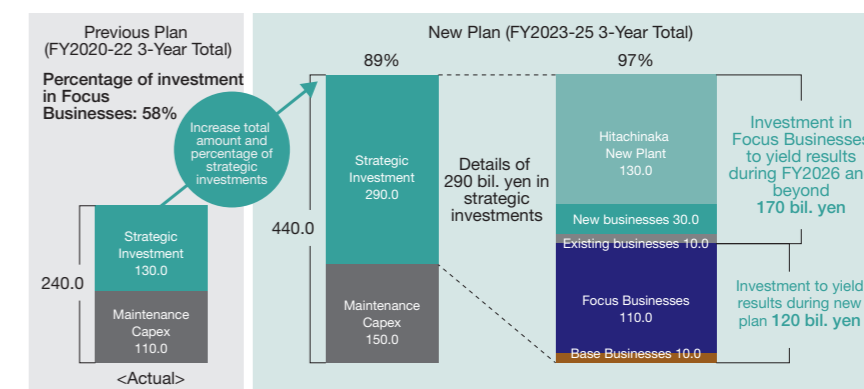 Previous Plan
(FY2020-22 3-Year Total)
Percentage of investment
in Focus
Businesses: 58%
Increase total
amount and
percentage of
strategic
investments
240.0
Strategic
Investment
130.0
Maintenance
Capex
110.0
<Actual>
New Plan (FY2023-25 3-Year Total)
89%
440.0
Strategic
Investment
290.0
Maintenance
Capex
150.0
Details of
290 bil. yen in
strategic
investments
97%
Hitachinaka
New Plant
130.0
New businesses 30.0
Existing businesses 10.0
Focus Businesses
110.0
Base Businesses 10.0
Investment in
Focus Businesses
to yield results
during FY2026 an
beyond
170 bil. yen
Investment to yield
results during new
plan 120 bil. yen